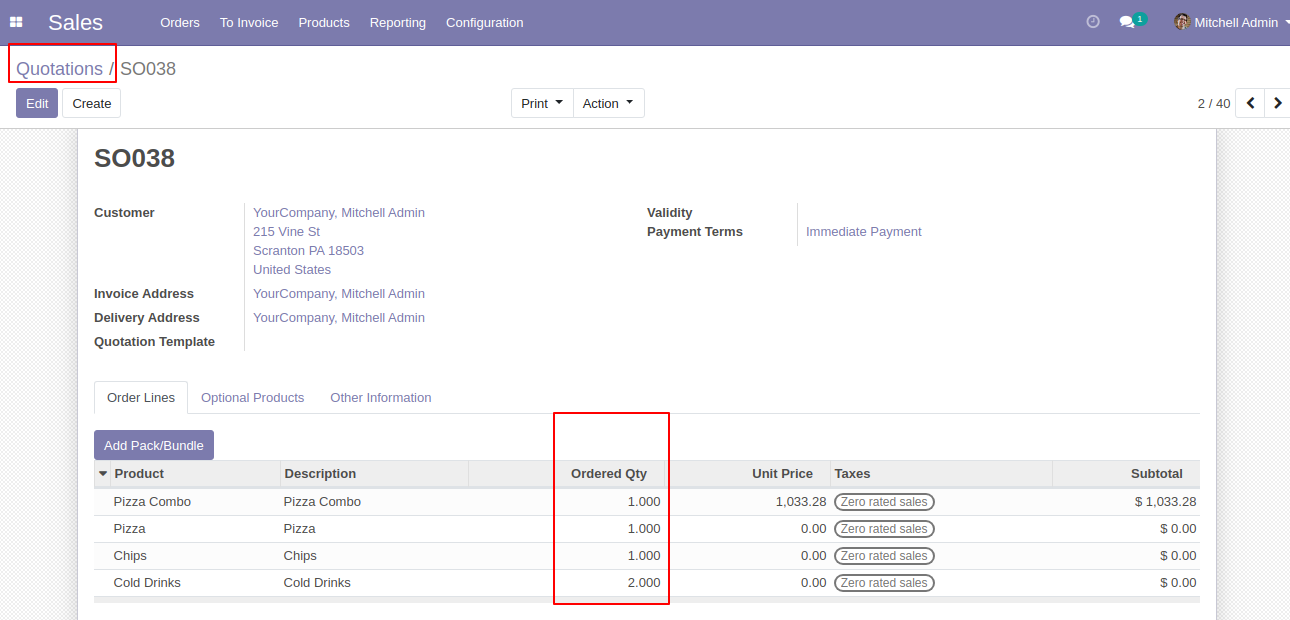 Sales Orders To Invoice Products Reporting Configuration 1 Mitchell Admin
Quotations / SO038
Edit Create Print Action 2 / 40
SO038
Customer YourCompany, Mitchell Admin Validity
215 Vine St Payment Terms Immediate Payment
Scranton PA 18503
United States
Invoice Address YourCompany, Mitchell Admin
Delivery Address YourCompany, Mitchell Admin
Quotation Template
Order Lines Optional Products Other Information
Add Pack/Bundle
Product Description Ordered Qty Unit Price Taxes Subtotal
Pizza Combo Pizza Combo 1.000 1,033.28 Zero rated sales $ 1,033.28
Pizza Pizza 1.000 0.00 Zero rated sales $ 0.00
Chips Chips 1.000 0.00 Zero rated sales $ 0.00
Cold Drinks Cold Drinks 2.000 0.00 Zero rated sales $ 0.00